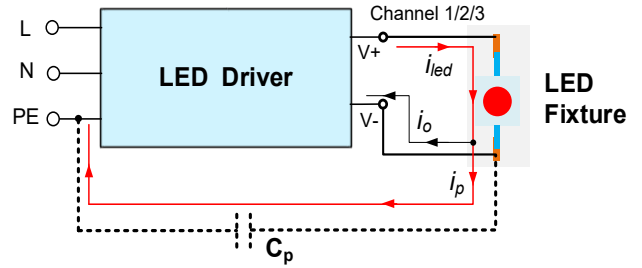 Channel 1/2/3
L
V+
N
LED Driver
i_led
LED
Fixture
PE
V-
i_o
i_p
C_p